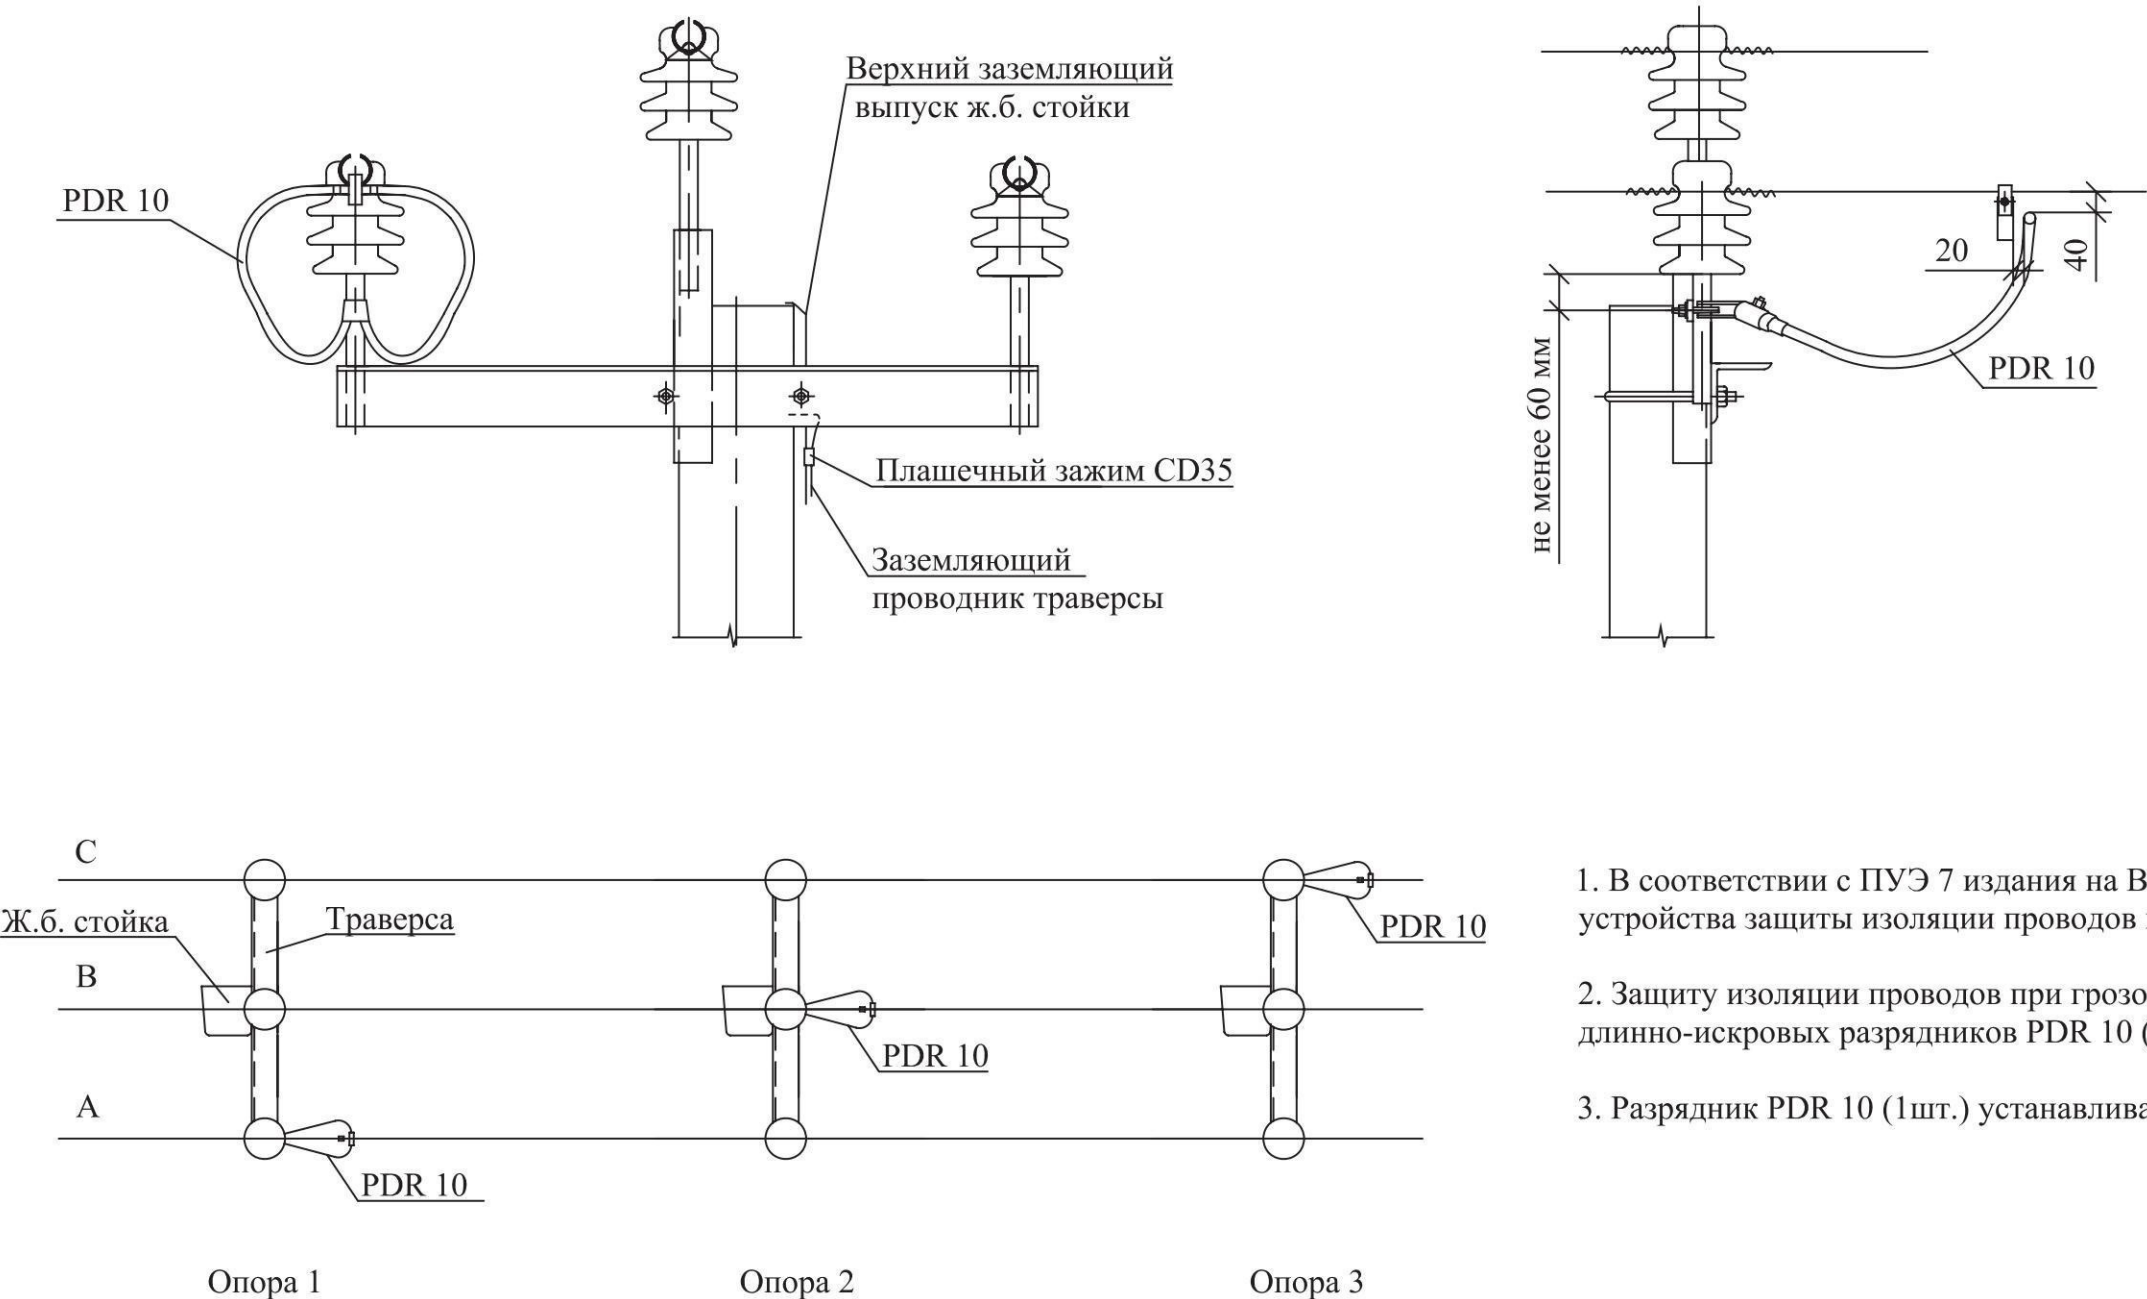 Верхний заземляющий
выпуск ж.б. стойки
PDR 10
Плашечный зажим CD35
Заземляющий
проводник траверсы
20
40
не менее 60 мм
PDR 10
C
Ж.б. стойка
Траверса
PDR 10
B
PDR 10
A
PDR 10
Опора 1
Опора 2
Опора 3
1. В соответствии с ПУЭ 7 издания на В
устройства защиты изоляции проводов
2. Защиту изоляции проводов при грозо
длинно-искровых разрядников PDR 10 (
3. Разрядник PDR 10 (1шт.) устанавлива